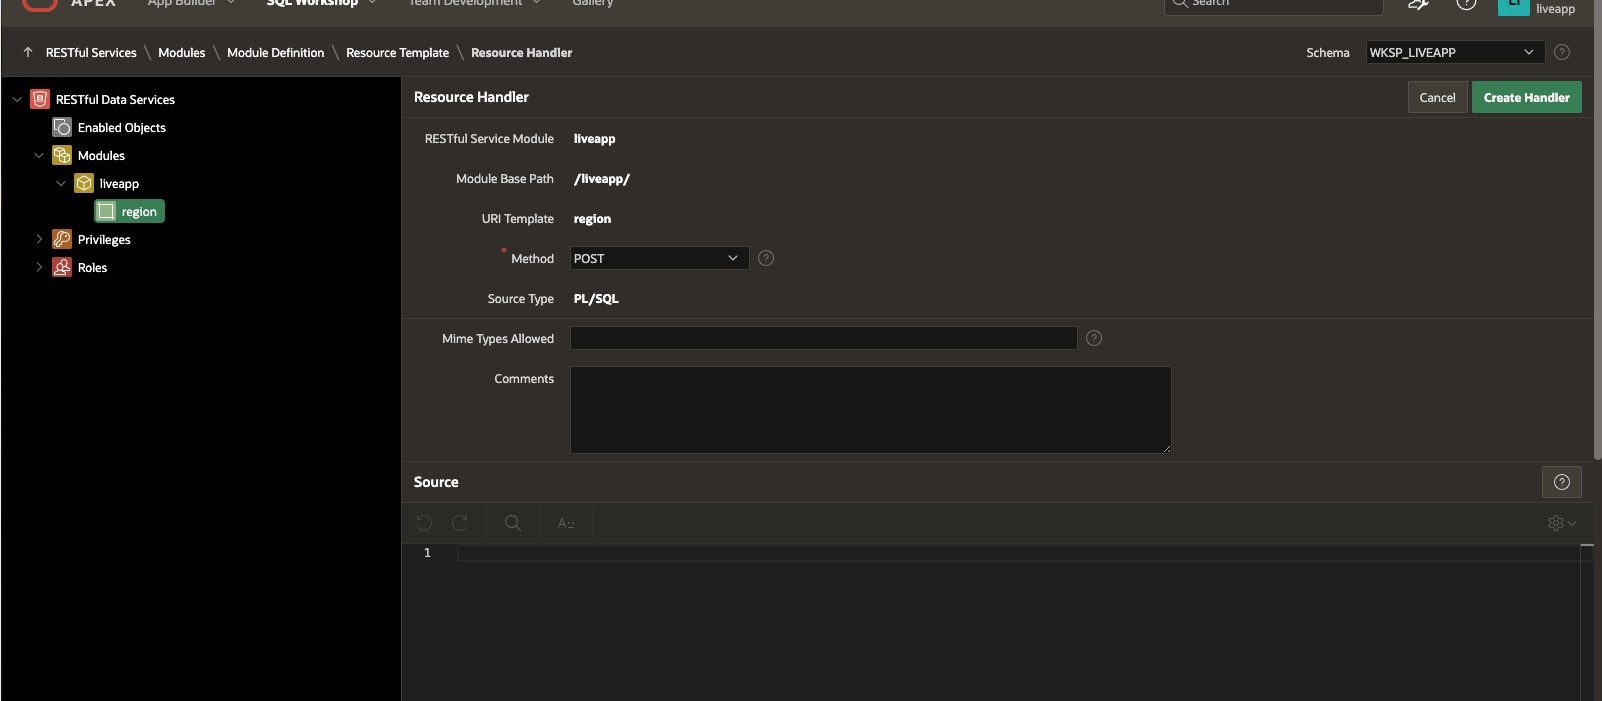 APEX
App Builder
SQL Workshop
Team Development
Gallery
Search
LI
liveapp
RESTful Services \ Modules \ Module Definition \ Resource Template \ Resource Handler
Schema
WKSP_LIVEAPP
RESTful Data Services
Enabled Objects
Modules
liveapp
region
Privileges
Roles
Resource Handler
Cancel
Create Handler
RESTful Service Module liveapp
Module Base Path /liveapp/
URI Template region
* Method POST
Source Type PL/SQL
Mime Types Allowed
Comments
Source
A::
1